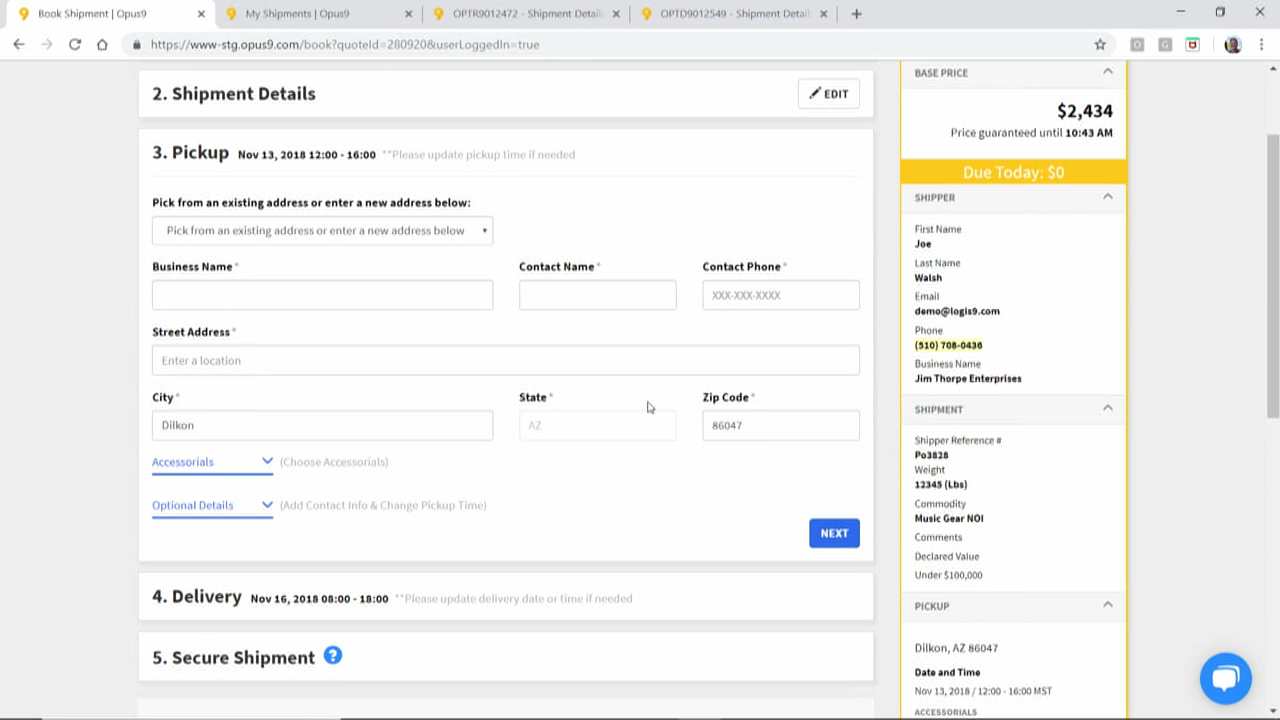 Book Shipment | Opus9
My Shipments | Opus9
OPTR0012472 - Shipment Details
OPTD9012549 - Shipment Detail
https://www-stg.opus9.com/book?quoteId=280920&userLoggedIn=true
2. Shipment Details
EDIT
3. Pickup Nov 13, 2018 12:00 - 16:00 **Please update pickup time if needed
Pick from an existing address or enter a new address below:
Pick from an existing address or enter a new address below
Business Name *
Contact Name *
Contact Phone *
XXX-XXX-XXXX
Street Address *
Enter a location
City *
State *
Zip Code *
Dilkon
AZ
86047
Accessorials (Choose Accessorials)
Optional Details (Add Contact Info & Change Pickup Time)
NEXT
4. Delivery Nov 16, 2018 08:00 - 18:00 **Please update delivery date or time if needed
5. Secure Shipment ?
BASE PRICE
$2,434
Price guaranteed until 10:43 AM
Due Today: $0
SHIPPER
First Name
Joe
Last Name
Walsh
Email
demo@logis9.com
Phone
(510) 708-0436
Business Name
Jim Thorpe Enterprises
SHIPMENT
Shipper Reference #
Po3828
Weight
12345 (Lbs)
Commodity
Music Gear NOI
Comments
Declared Value
Under $100,000
PICKUP
Dilkon, AZ 86047
Date and Time
Nov 13, 2018 / 12:00 - 16:00 MST
ACCESSORIALS